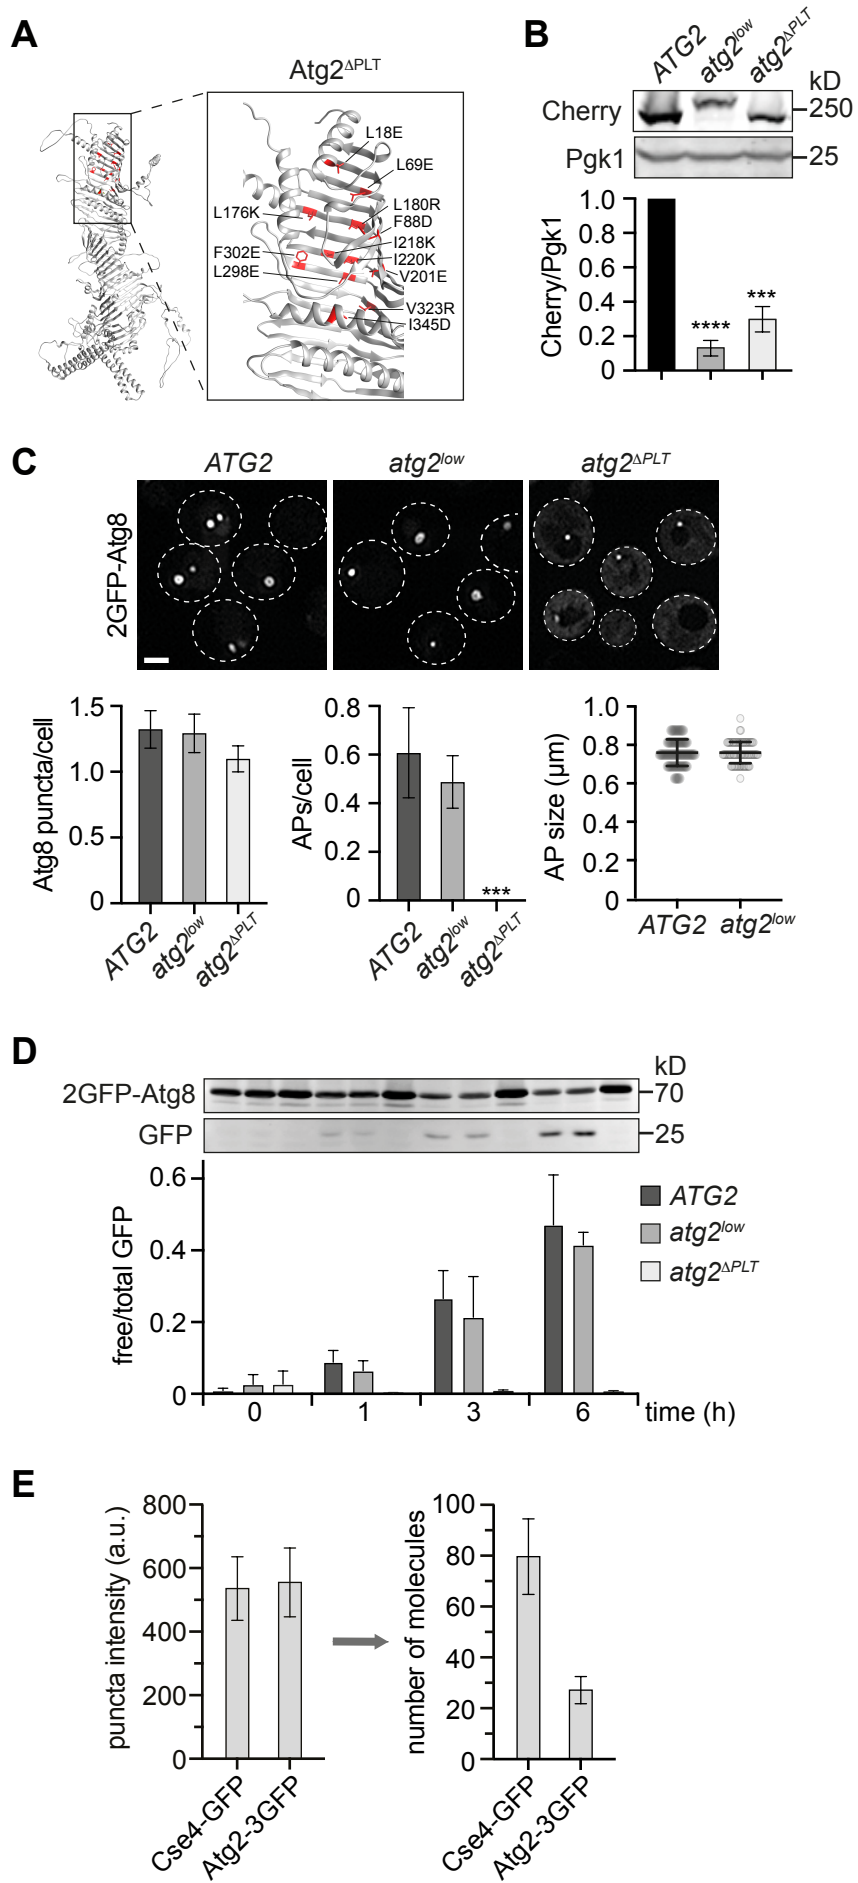 A
Atg2ΔPLT
L18E
L69E
L176K
L180R
F88D
I218K
F302E
I220K
L298E
V201E
V323R
I345D
B
ATG2
atg2low
atg2ΔPLT
kD
Cherry
250
Pgk1
25
Cherry/Pgk1
1.0
0.8
0.6
0.4
0.2
0
****
***
C
ATG2
atg2low
atg2ΔPLT
2GFP-Atg8
Atg8 puncta/cell
1.5
1.0
0.5
0
ATG2
atg2low
atg2ΔPLT
APs/cell
0.8
0.6
0.4
0.2
0
***
ATG2
atg2low
atg2ΔPLT
AP size (µm)
1.0
0.8
0.6
0.4
0.2
0
ATG2
atg2low
D
kD
2GFP-Atg8
70
GFP
25
free/total GFP
0.6
0.4
0.2
0
0
1
3
6
time (h)
ATG2
atg2low
atg2ΔPLT
E
puncta intensity (a.u.)
800
600
400
200
0
Cse4-GFP
Atg2-3GFP
number of molecules
100
80
60
40
20
0
Cse4-GFP
Atg2-3GFP